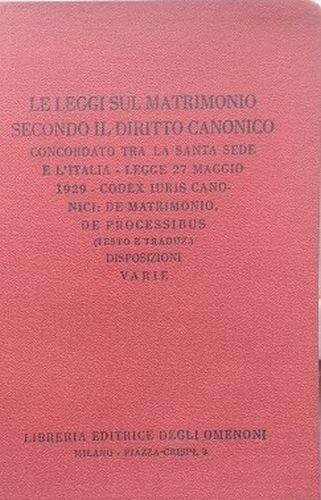 LE LEGGI SUL MATRIMONIO
SECONDO IL DIRITTO CANONICO
CONCORDATO TRA LA SANTA SEDE
E L'ITALIA - LEGGE 27 MAGGIO
1929 - CODEX IURIS CANO-
NICI: DE MATRIMONIO,
DE PROCESSIBUS
(TESTO E TRADUZ.)
DISPOSIZIONI
VARIE
LIBRERIA EDITRICE DEGLI OMENONI
MILANO - PIAZZA CRISPI, 3